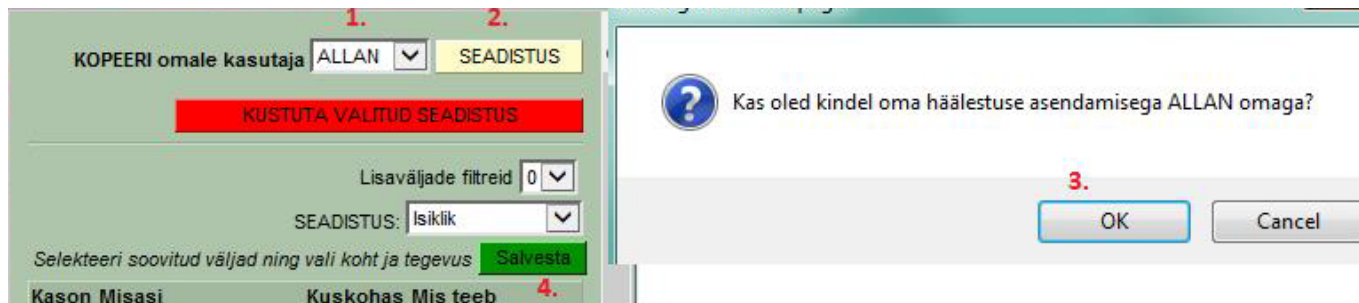 1. 2.
KOPEERI omale kasutaja ALLAN SEADISTUS
KUSTUTA VALITUD SEADISTUS
Lisaväljade filtreid 0
SEADISTUS: Isiklik
Selekteeri soovitud väljad ning vali koht ja tegevus Salvesta
4.
Kason Misasi Kuskohas Mis teeb
Kas oled kindel oma häälestuse asendamisega ALLAN omaga?
3.
OK Cancel